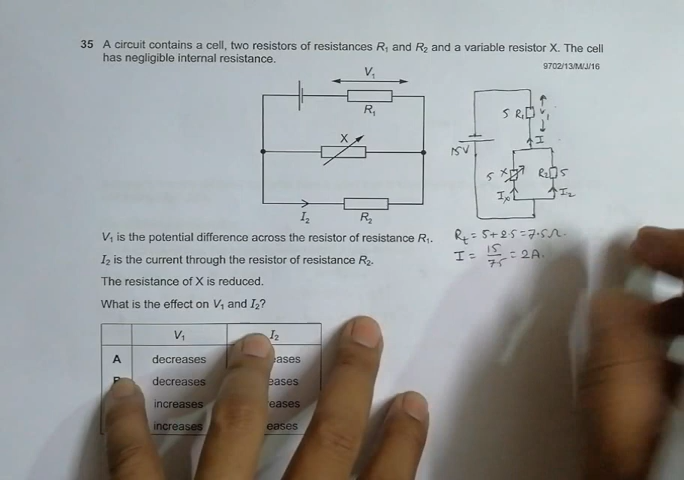 35 A circuit contains a cell, two resistors of resistances R₁ and R₂ and a variable resistor X. The cell
has negligible internal resistance.
9702/13/M/J/16
V₁
R₁
X
I₂
R₂
15V
5 R₁
V₁
I
5 X
R₂ 5
Iₓ
I₂
V₁ is the potential difference across the resistor of resistance R₁.
I₂ is the current through the resistor of resistance R₂.
The resistance of X is reduced.
What is the effect on V₁ and I₂?
Rₜ = 5+2.5 = 7.5Ω.
I = 15/7.5 = 2A.
V₁ I₂
A decreases eases
decreases eases
increases reases
increases eases